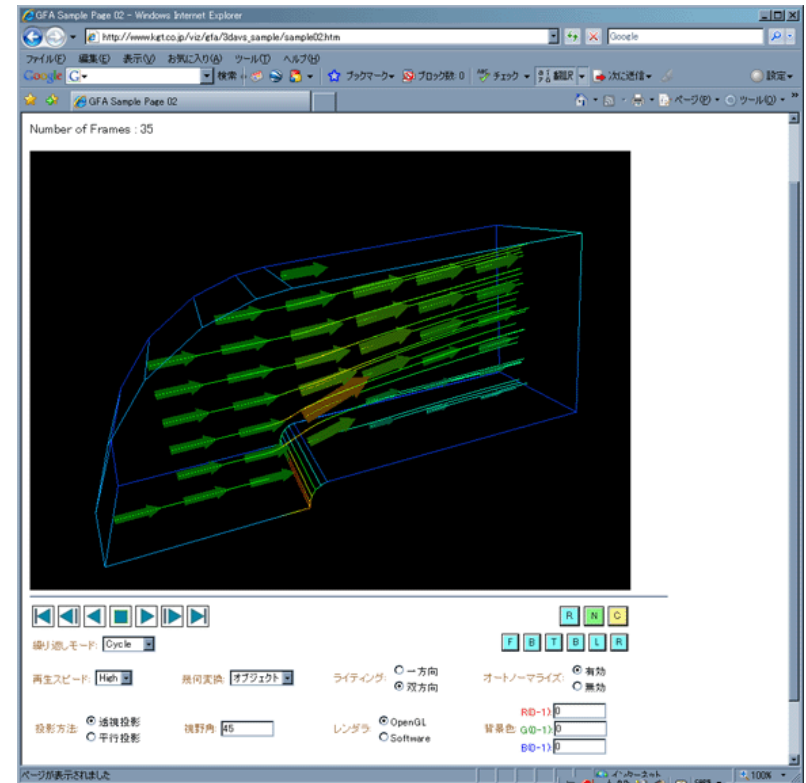 GFA Sample Page 02 - Windows Internet Explorer
http://www.kgt.co.jp/viz/gfa/3davs_sample/sample02.htm
Google
ファイル(F) 編集(E) 表示(V) お気に入り(A) ツール(T) ヘルプ(H)
Google G 検索 ブックマーク ブロック数: 0 チェック 翻訳 次に送信 設定
GFA Sample Page 02 ページ(P) ツール(O)
Number of Frames : 35
R N C
繰り返しモード: Cycle F B T B L R
再生スピード: High 幾何変換: オブジェクト ライティング: 一方向 双方向 オートノーマライズ: 有効 無効
投影方法: 透視投影 平行投影 視野角: 45 レンダラ: OpenGL Software 背景色: R(0-1): 0 G(0-1): 0 B(0-1): 0
ページが表示されました インターネット 100%